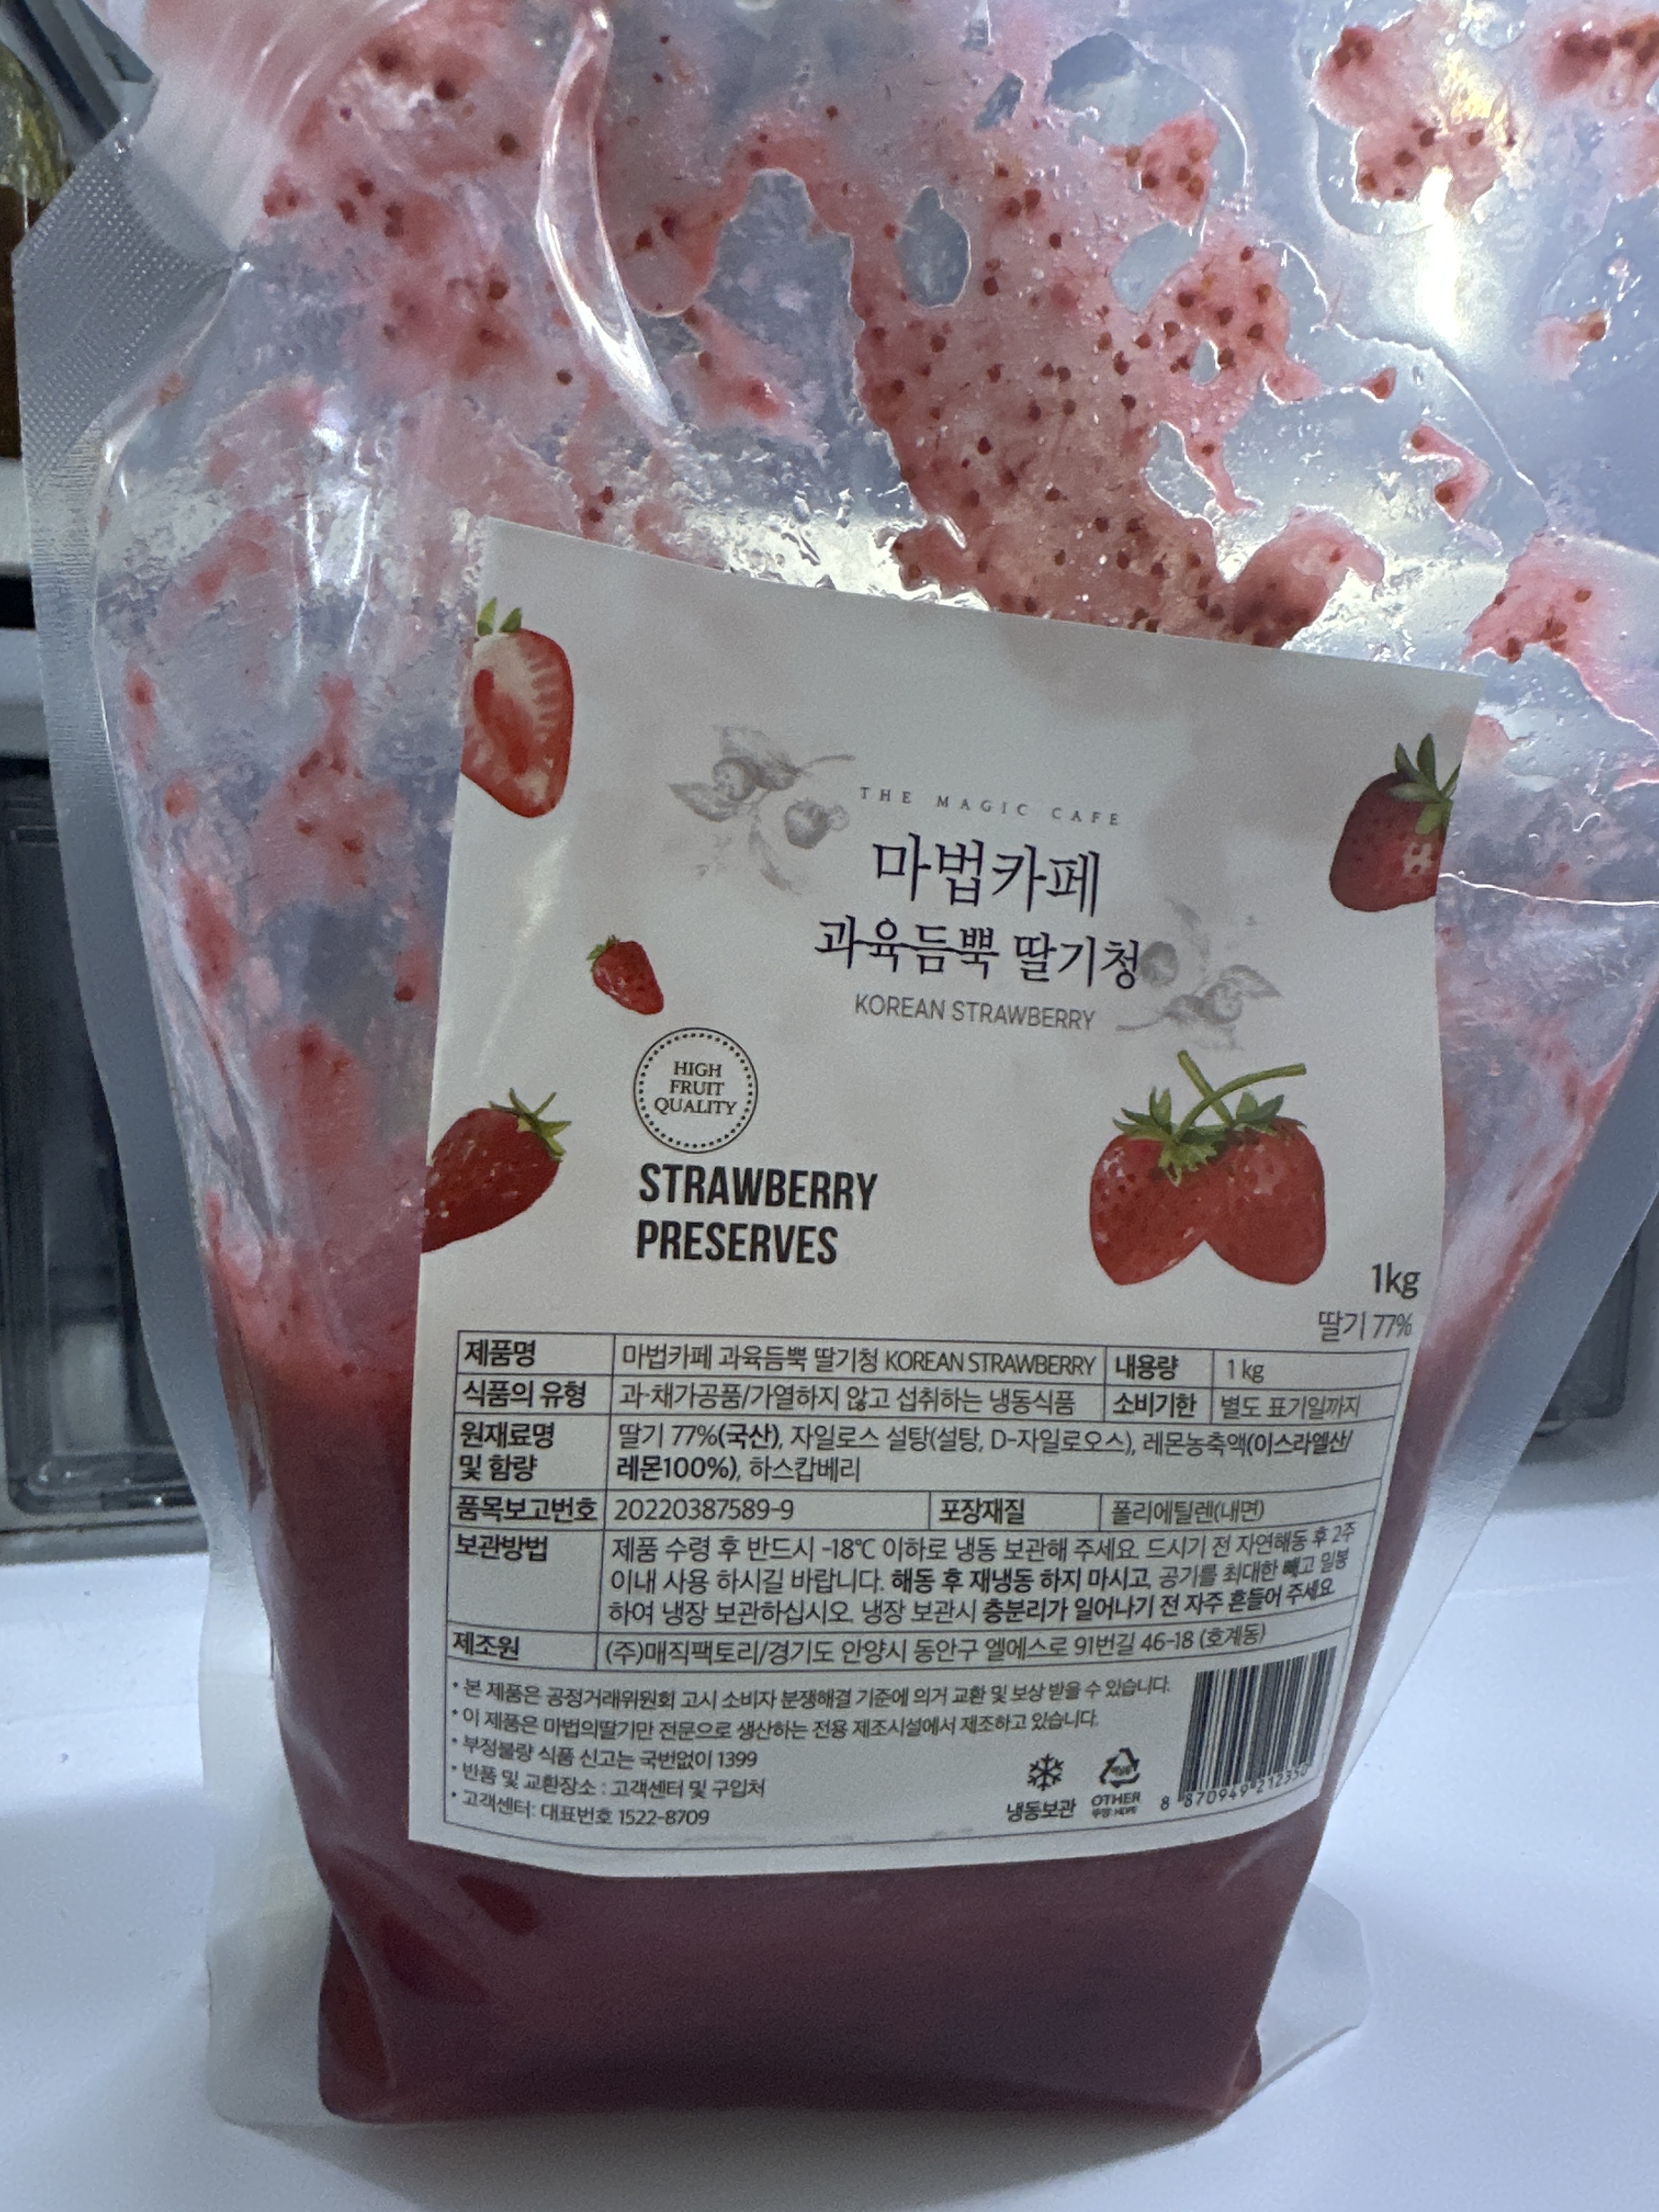 THE MAGIC CAFE
마법카페
과육듬뿍 딸기청
KOREAN STRAWBERRY
HIGH
FRUIT
QUALITY
STRAWBERRY
PRESERVES
1kg
딸기 77%
제품명 마법카페 과육듬뿍 딸기청 KOREAN STRAWBERRY 내용량 1 kg
식품의 유형 과·채가공품/가열하지 않고 섭취하는 냉동식품 소비기한 별도 표기일까지
원재료명 딸기 77%(국산), 자일로스 설탕(설탕, D-자일로오스), 레몬농축액(이스라엘산/
및 함량 레몬100%), 하스캅베리
품목보고번호 20220387589-9 포장재질 폴리에틸렌(내면)
보관방법 제품 수령 후 반드시 -18℃ 이하로 냉동 보관해 주세요. 드시기 전 자연해동 후 2주
이내 사용 하시길 바랍니다. 해동 후 재냉동 하지 마시고, 공기를 최대한 빼고 밀봉
하여 냉장 보관하십시오. 냉장 보관시 층분리가 일어나기 전 자주 흔들어 주세요.
제조원 (주)매직팩토리/경기도 안양시 동안구 엘에스로 91번길 46-18 (호계동)
• 본 제품은 공정거래위원회 고시 소비자 분쟁해결 기준에 의거 교환 및 보상 받을 수 있습니다.
• 이 제품은 마법의딸기만 전문으로 생산하는 전용 제조시설에서 제조하고 있습니다.
• 부정불량 식품 신고는 국번없이 1399
• 반품 및 교환장소 : 고객센터 및 구입처
• 고객센터: 대표번호 1522-8709
냉동보관
OTHER
뚜껑: HDPE
8 870949 212350